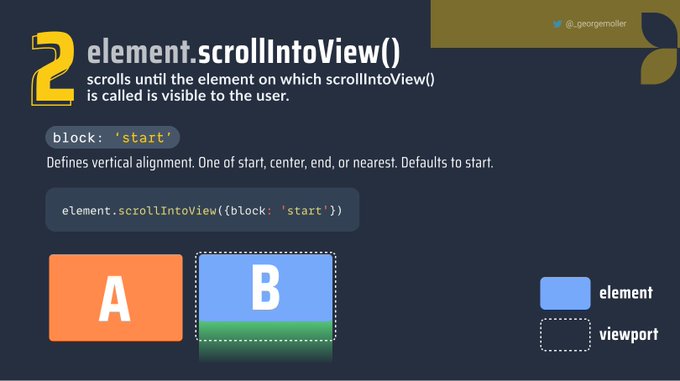 @_georgemoller
2
element.scrollIntoView()
scrolls until the element on which scrollIntoView()
is called is visible to the user.
block: ‘start’
Defines vertical alignment. One of start, center, end, or nearest. Defaults to start.
element.scrollIntoView({block: 'start'})
A
B
element
viewport